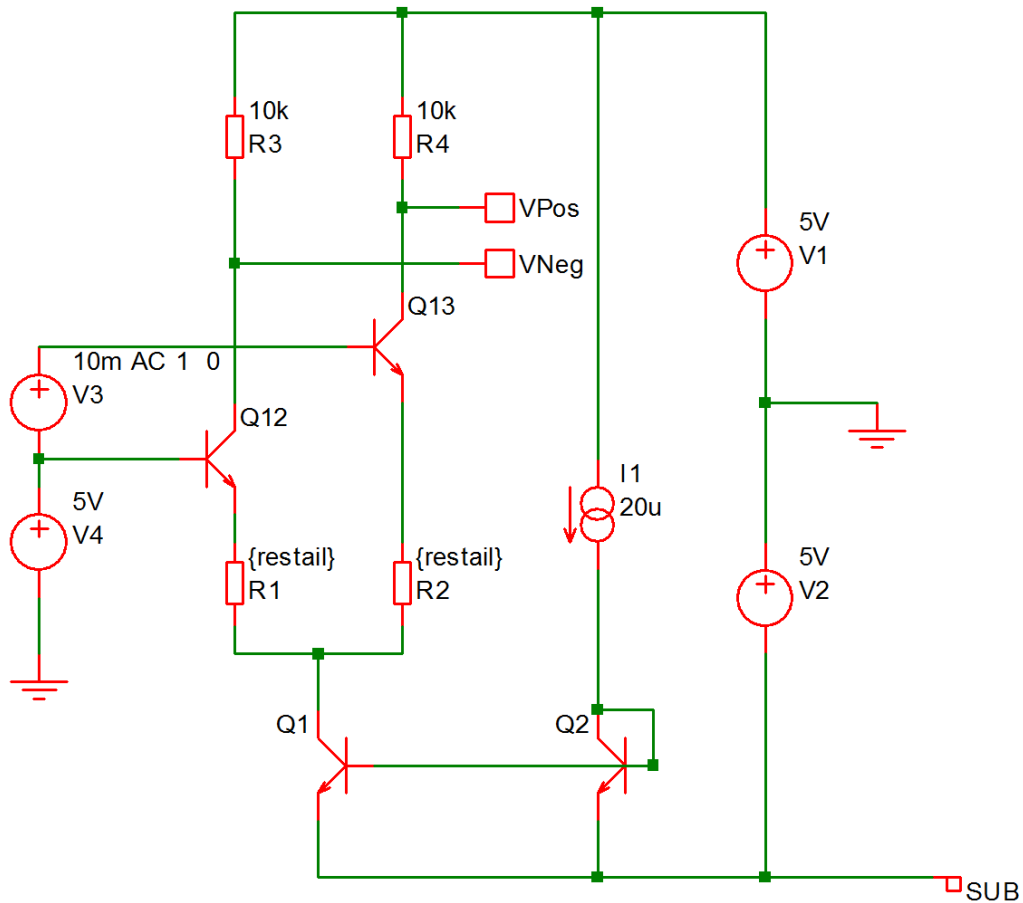 10k
R3
10k
R4
VPos
VNeg
5V
V1
Q13
10m AC 1 0
V3
Q12
5V
V4
I1
20u
{restail}
R1
{restail}
R2
5V
V2
Q1
Q2
SUB